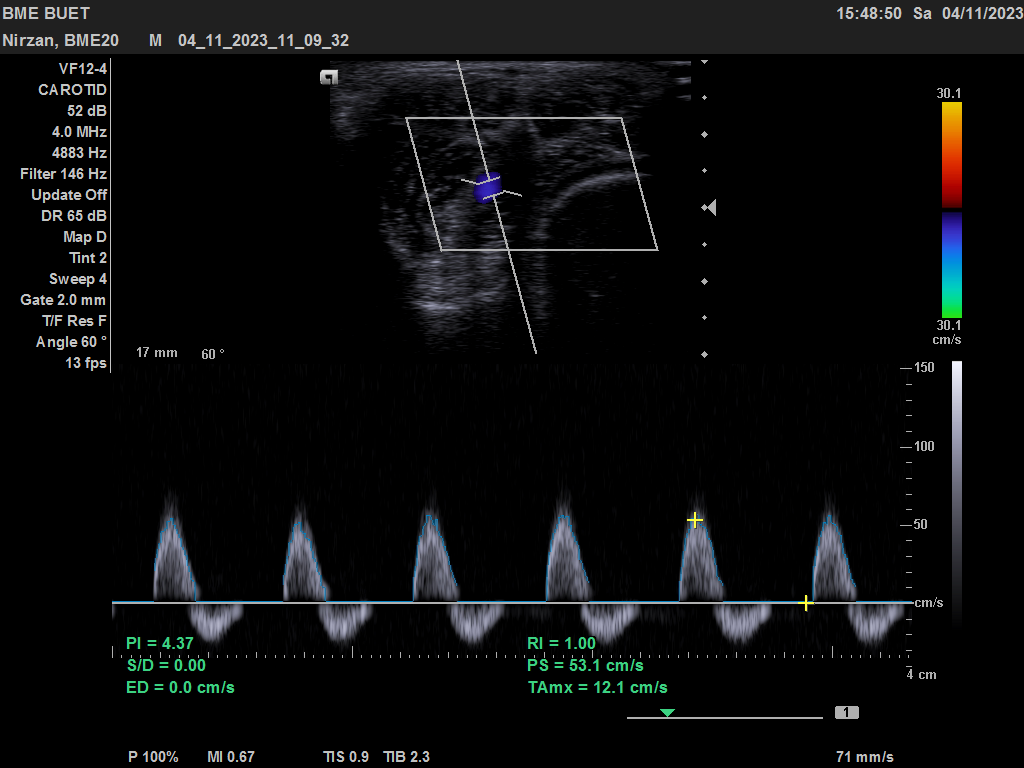 BME BUET 15:48:50 Sa 04/11/2023
Nirzan, BME20 M 04_11_2023_11_09_32
VF12-4
CAROTID
52 dB
4.0 MHz
4883 Hz
Filter 146 Hz
Update Off
DR 65 dB
Map D
Tint 2
Sweep 4
Gate 2.0 mm
T/F Res F
Angle 60 °
13 fps
17 mm 60 °
30.1
30.1
cm/s
150
100
50
cm/s
4 cm
PI = 4.37
S/D = 0.00
ED = 0.0 cm/s
RI = 1.00
PS = 53.1 cm/s
TAmx = 12.1 cm/s
1
P 100% MI 0.67 TIS 0.9 TIB 2.3 71 mm/s